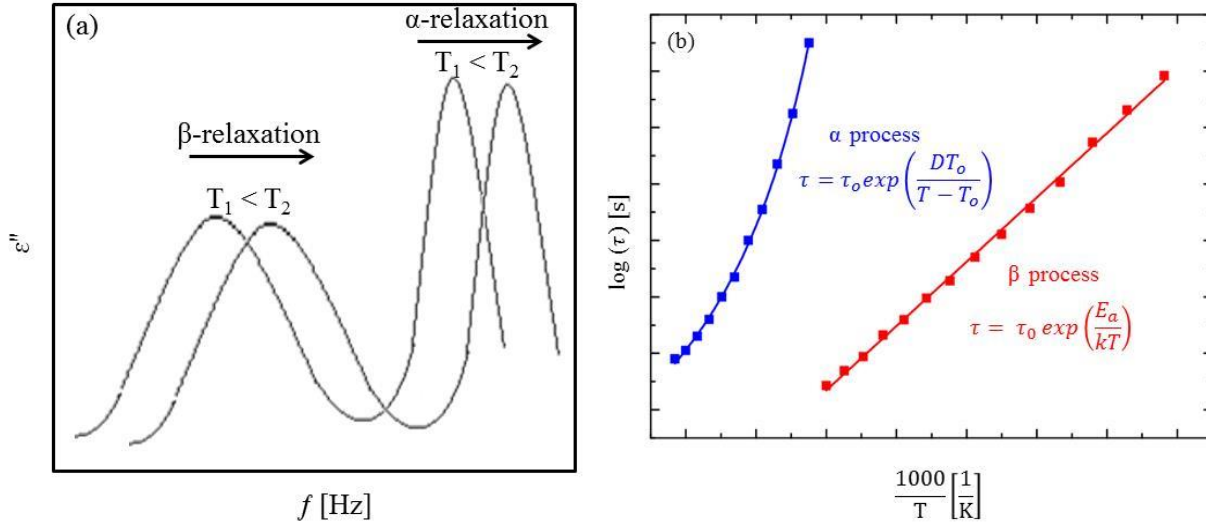 (a)
α-relaxation
T₁ < T₂
β-relaxation
T₁ < T₂
ε"
f [Hz]
(b)
α process
τ = τₒ exp(DTₒ / (T − Tₒ))
β process
τ = τ₀ exp(Eₐ / kT)
log (τ) [s]
1000/T [1/K]